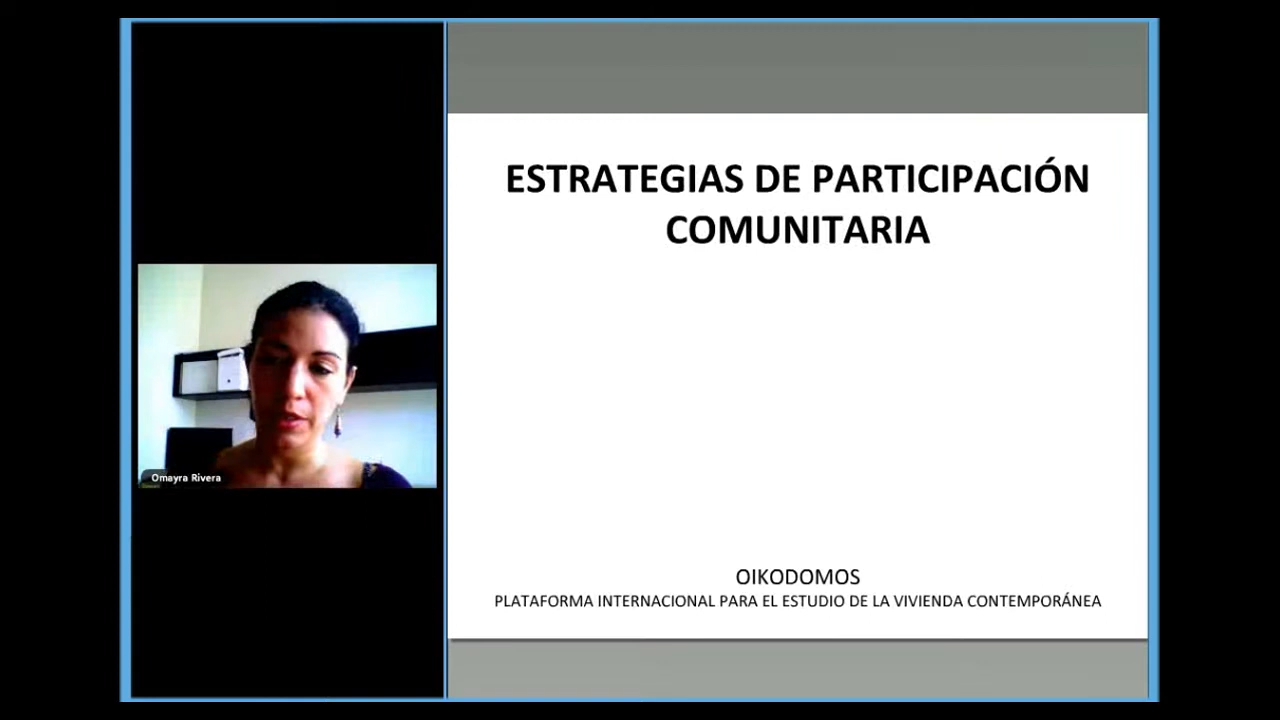 ESTRATEGIAS DE PARTICIPACIÓN
COMUNITARIA
Omayra Rivera
OIKODOMOS
PLATAFORMA INTERNACIONAL PARA EL ESTUDIO DE LA VIVIENDA CONTEMPORÁNEA